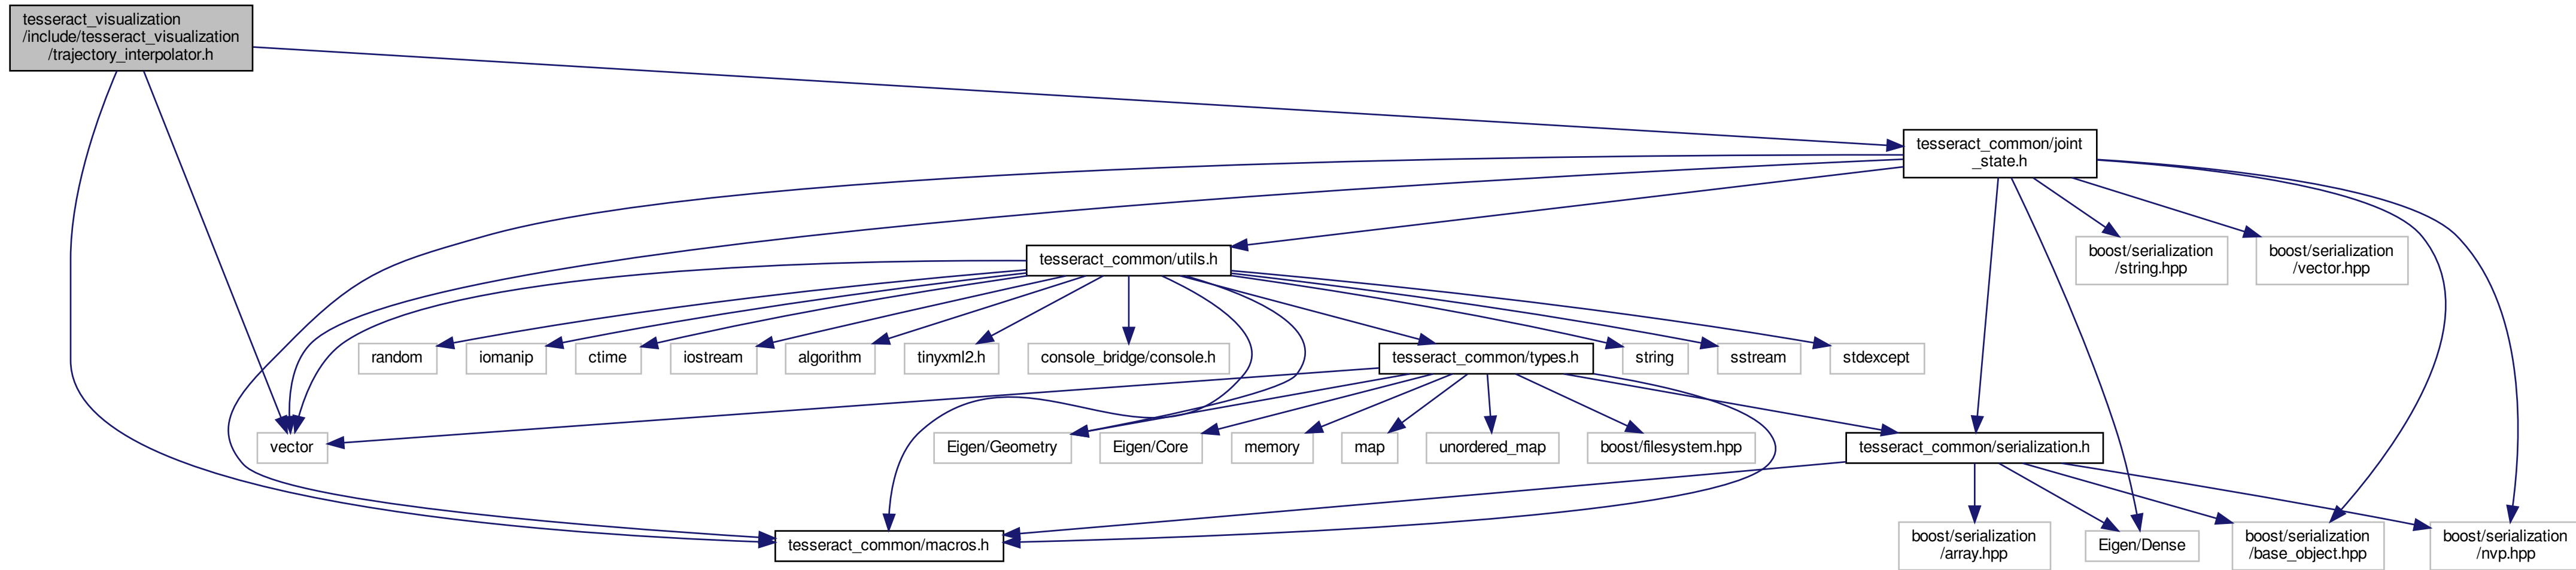 tesseract_visualization
/include/tesseract_visualization
/trajectory_interpolator.h
tesseract_common/joint
_state.h
tesseract_common/utils.h
boost/serialization
/string.hpp
boost/serialization
/vector.hpp
random
iomanip
ctime
iostream
algorithm
tinyxml2.h
console_bridge/console.h
tesseract_common/types.h
string
sstream
stdexcept
vector
Eigen/Geometry
Eigen/Core
memory
map
unordered_map
boost/filesystem.hpp
tesseract_common/serialization.h
tesseract_common/macros.h
boost/serialization
/array.hpp
Eigen/Dense
boost/serialization
/base_object.hpp
boost/serialization
/nvp.hpp